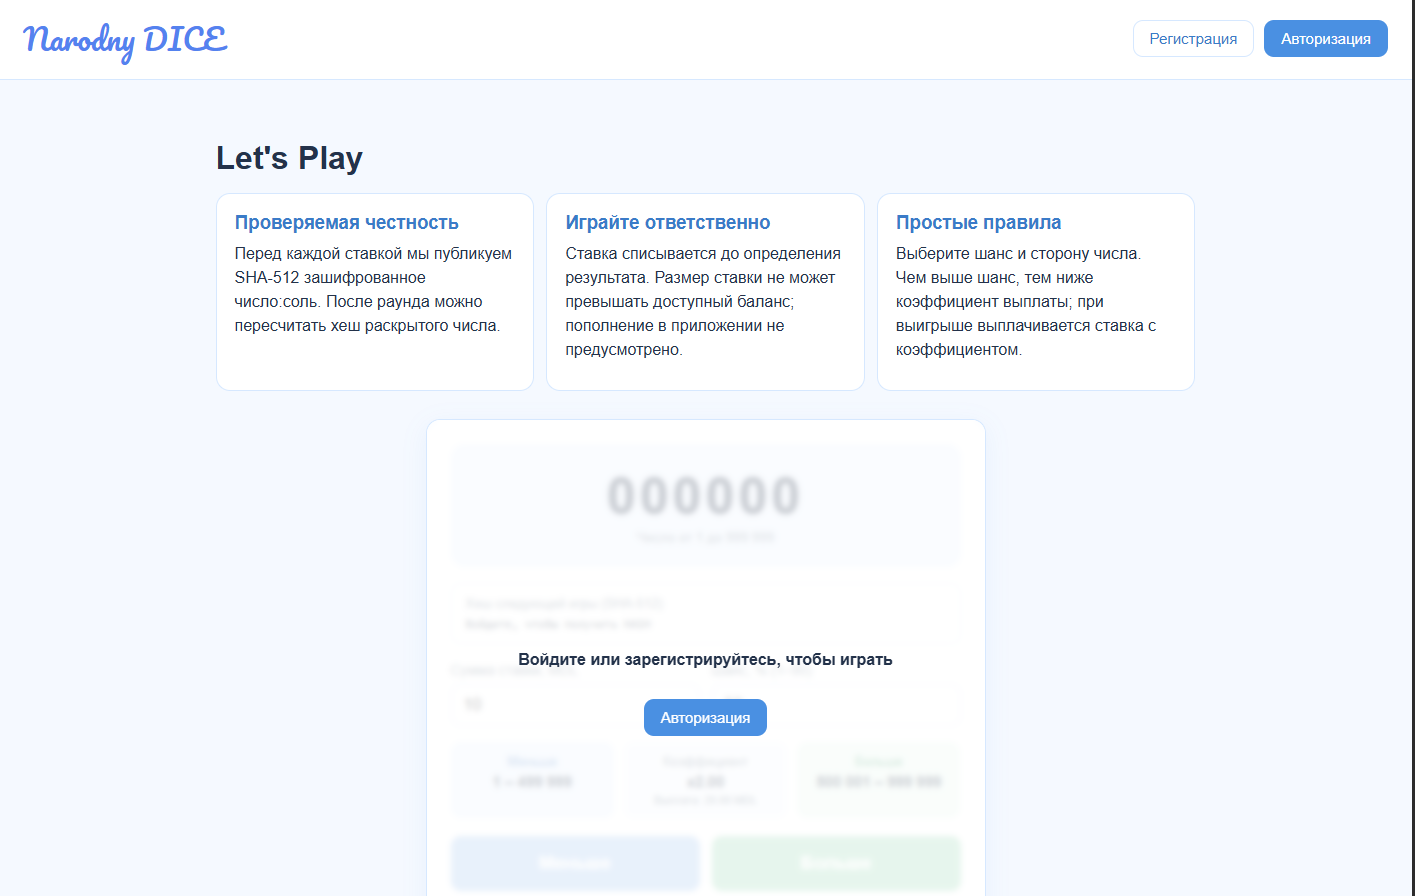 Narodny DICE
Регистрация
Авторизация
Let's Play
Проверяемая честность
Перед каждой ставкой мы публикуем
SHA-512 зашифрованное
число:соль. После раунда можно
пересчитать хеш раскрытого числа.
Играйте ответственно
Ставка списывается до определения
результата. Размер ставки не может
превышать доступный баланс;
пополнение в приложении не
предусмотрено.
Простые правила
Выберите шанс и сторону числа.
Чем выше шанс, тем ниже
коэффициент выплаты; при
выигрыше выплачивается ставка с
коэффициентом.
000000
Войдите или зарегистрируйтесь, чтобы играть
10
Авторизация
Меньше
Больше